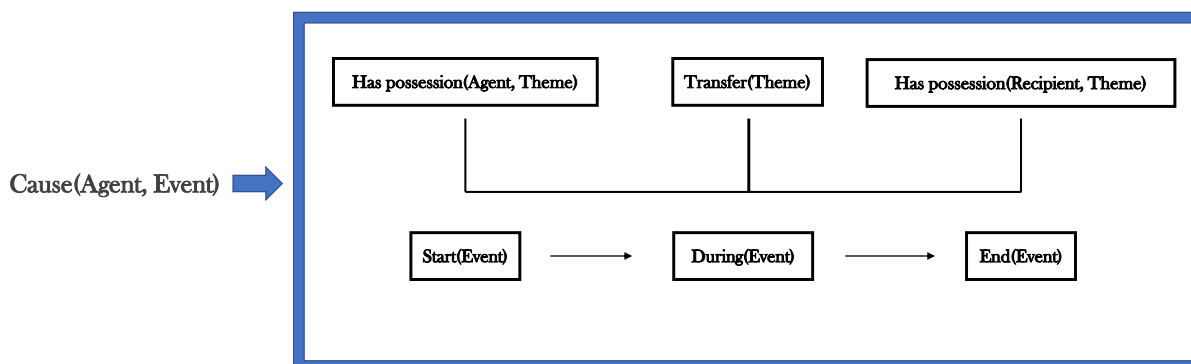 Has possession(Agent, Theme)
Transfer(Theme)
Has possession(Recipient, Theme)
Cause(Agent, Event)
Start(Event)
During(Event)
End(Event)